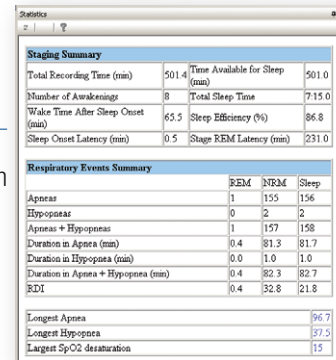 Statistics
2 ?
Staging Summary
Total Recording Time (min) 501.4 Time Available for Sleep (min) 501.0
Number of Awakenings 8 Total Sleep Time 7:15.0
Wake Time After Sleep Onset (min) 65.5 Sleep Efficiency (%) 86.8
Sleep Onset Latency (min) 0.5 Stage REM Latency (min) 231.0
Respiratory Events Summary
REM NRM Sleep
Apneas 1 155 156
Hypopneas 0 2 2
Apneas + Hypopneas 1 157 158
Duration in Apnea (min) 0.4 81.3 81.7
Duration in Hypopnea (min) 0.0 1.0 1.0
Duration in Apnea + Hypopnea (min) 0.4 82.3 82.7
RDI 0.4 32.8 21.8
Longest Apnea 96.7
Longest Hypopnea 37.5
Largest SpO2 desaturation 15